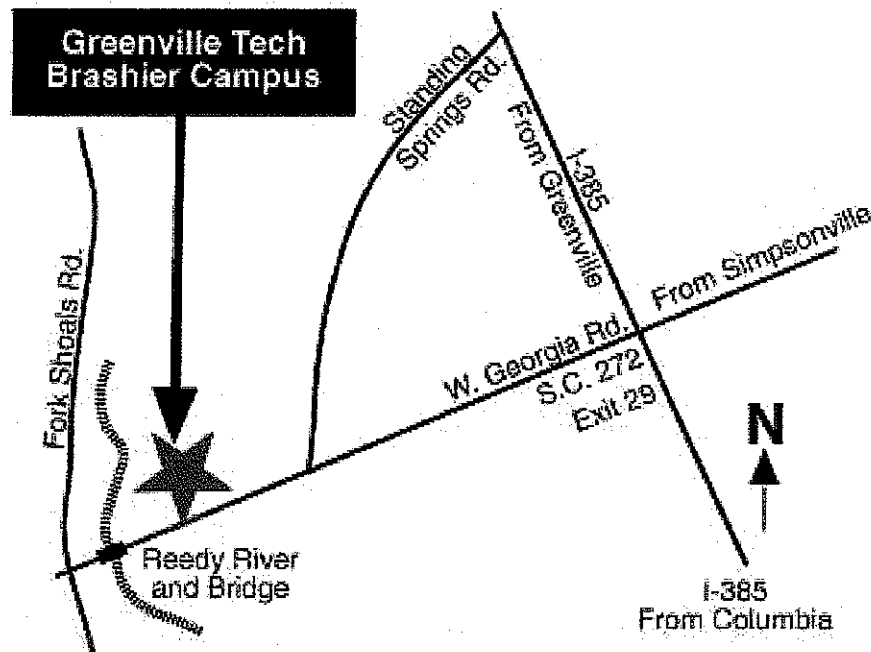 Greenville Tech
Brashier Campus
Standing
Springs Rd.
I-385
From Greenville
From Simpsonville
Fork Shoals Rd.
W. Georgia Rd.
S.C. 272
Exit 29
N
Reedy River
and Bridge
I-385
From Columbia